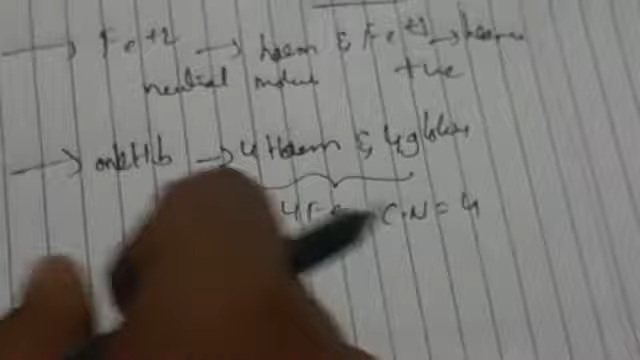 → Fe+2 → haem & Fe+3 → haem
neutral +ve
→ one Hb → 4 Haem & 4 globin
4 Fe C.N = 4